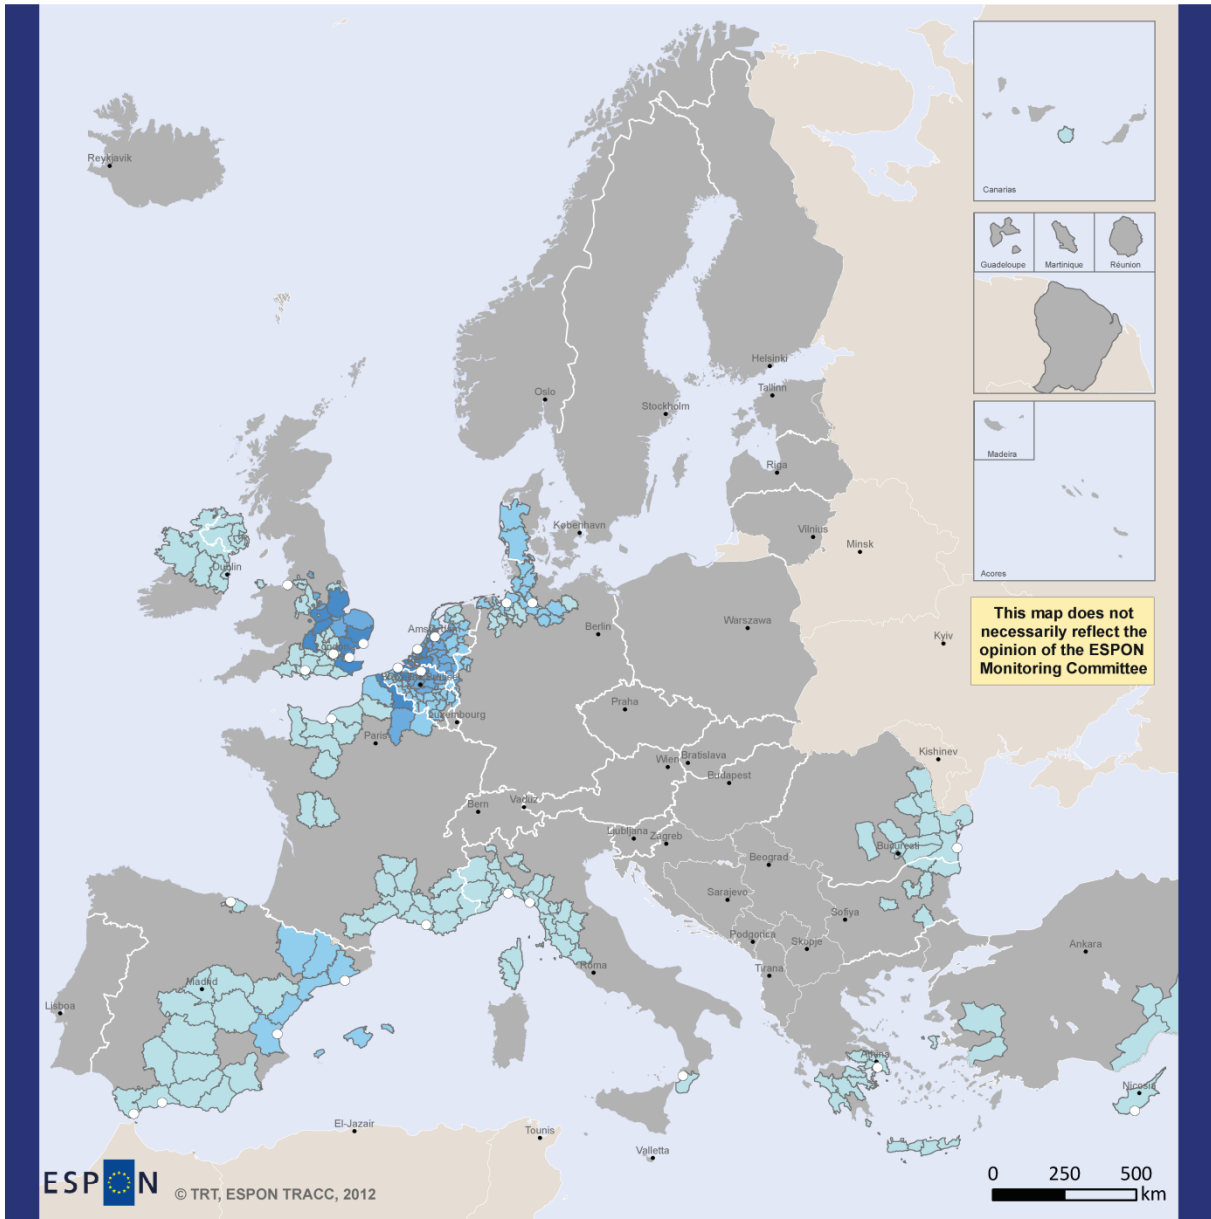 Reykjavik
Canarias
Guadeloupe
Martinique
Réunion
Helsinki
Tallinn
Oslo
Stockholm
Madeira
Riga
København
Vilnius
Minsk
Dublin
Acores
This map does not
necessarily reflect the
opinion of the ESPON
Monitoring Committee
Amsterdam
Berlin
Warszawa
Kyiv
Luxembourg
Praha
Paris
Kishinev
Wien
Bratislava
Budapest
Bern
Vaduz
Ljubljana
Zagreb
Bucuresti
Beograd
Sarajevo
Sofiya
Podgorica
Skopje
Ankara
Roma
Tirana
Madrid
Lisboa
Athina
Nicosia
El-Jazair
Tounis
Valletta
ESPON
© TRT, ESPON TRACC, 2012
0 250 500
km